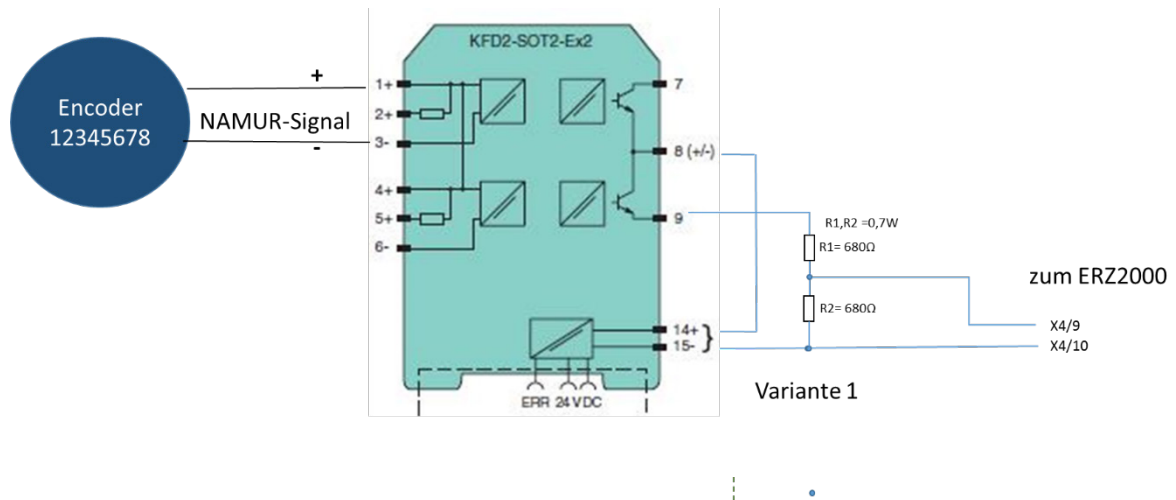 KFD2-SOT2-Ex2
Encoder
12345678
+
NAMUR-Signal
-
1+
2+
3-
4+
5+
6-
7
8 (+/-)
9
R1,R2 =0,7W
R1= 680Ω
R2= 680Ω
zum ERZ2000
X4/9
X4/10
14+
15-
}
ERR 24 VDC
Variante 1